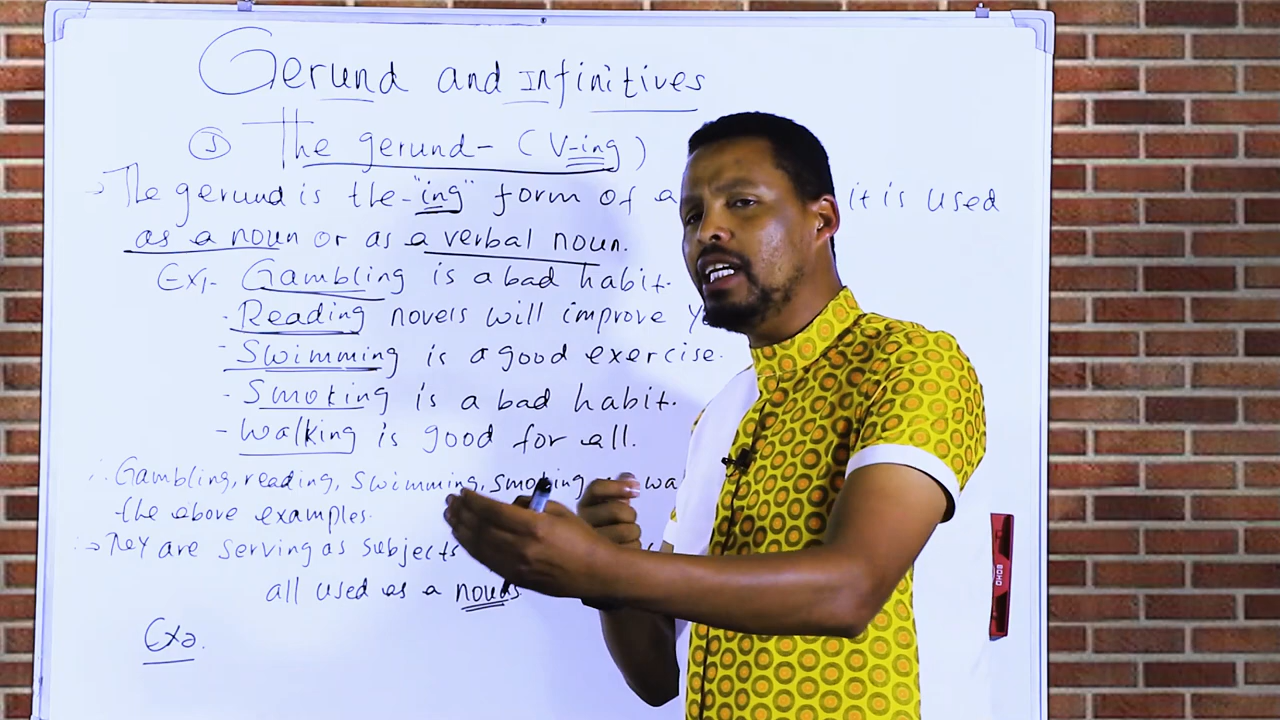 Gerund and Infinitives
① The gerund - (V-ing)
→ The gerund is the - "ing" form of a it is used
as a noun or as a verbal noun.
Ex1- Gambling is a bad habit.
- Reading novels will improve
- Swimming is a good exercise.
- Smoking is a bad habit.
- Walking is good for all.
∴ Gambling, reading, swimming, smoking
the above examples.
∴→ They are serving as subjects
all used as a nouns.
Ex2.